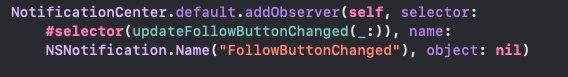 NotificationCenter.default.addObserver(self, selector:
#selector(updateFollowButtonChanged(_:)), name:
NSNotification.Name("FollowButtonChanged"), object: nil)